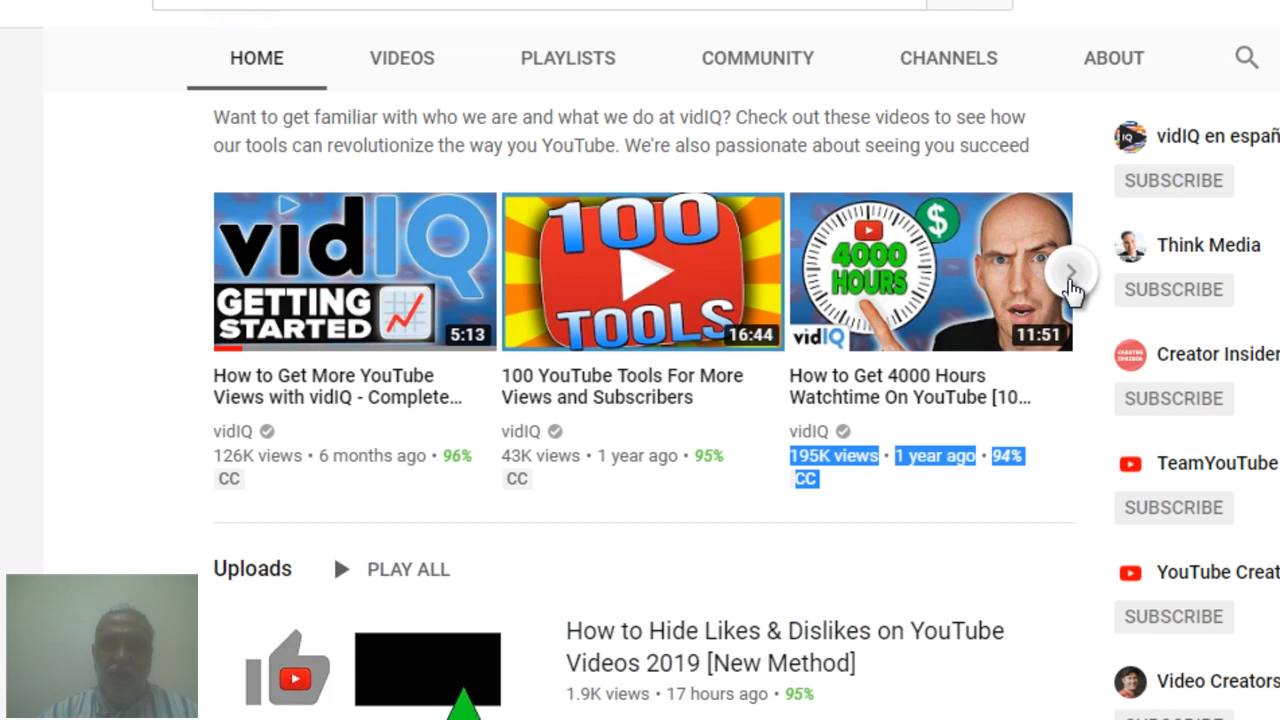 HOME VIDEOS PLAYLISTS COMMUNITY CHANNELS ABOUT
Want to get familiar with who we are and what we do at vidIQ? Check out these videos to see how
our tools can revolutionize the way you YouTube. We're also passionate about seeing you succeed
vidIQ
GETTING
STARTED
5:13
How to Get More YouTube
Views with vidIQ - Complete...
vidIQ
126K views • 6 months ago • 96%
CC
100
TOOLS
16:44
100 YouTube Tools For More
Views and Subscribers
vidIQ
43K views • 1 year ago • 95%
CC
$
4000
HOURS
vidIQ
11:51
How to Get 4000 Hours
Watchtime On YouTube [10...
vidIQ
195K views • 1 year ago • 94%
CC
Uploads PLAY ALL
How to Hide Likes & Dislikes on YouTube
Videos 2019 [New Method]
1.9K views • 17 hours ago • 95%
IQ
vidIQ en españ
SUBSCRIBE
Think Media
SUBSCRIBE
CREATOR
INSIDER
Creator Insider
SUBSCRIBE
TeamYouTube
SUBSCRIBE
YouTube Creat
SUBSCRIBE
Video Creators